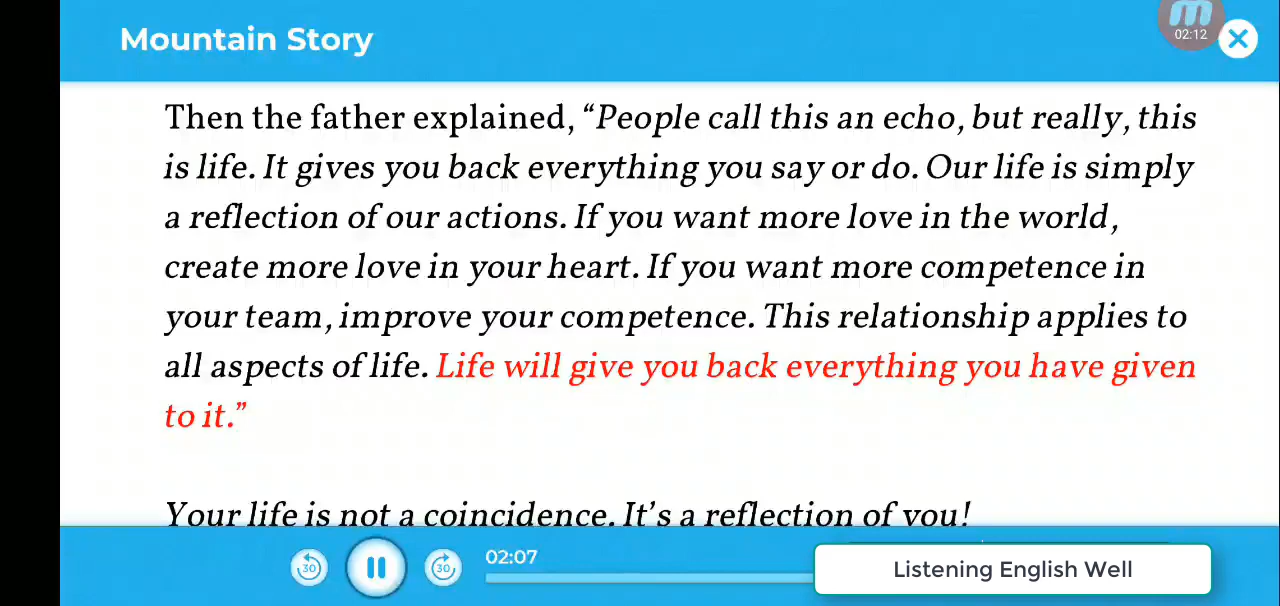 Mountain Story
02:12
Then the father explained, “People call this an echo, but really, this
is life. It gives you back everything you say or do. Our life is simply
a reflection of our actions. If you want more love in the world,
create more love in your heart. If you want more competence in
your team, improve your competence. This relationship applies to
all aspects of life. Life will give you back everything you have given
to it.”
Your life is not a coincidence. It’s a reflection of you!
30
30
02:07
Listening English Well